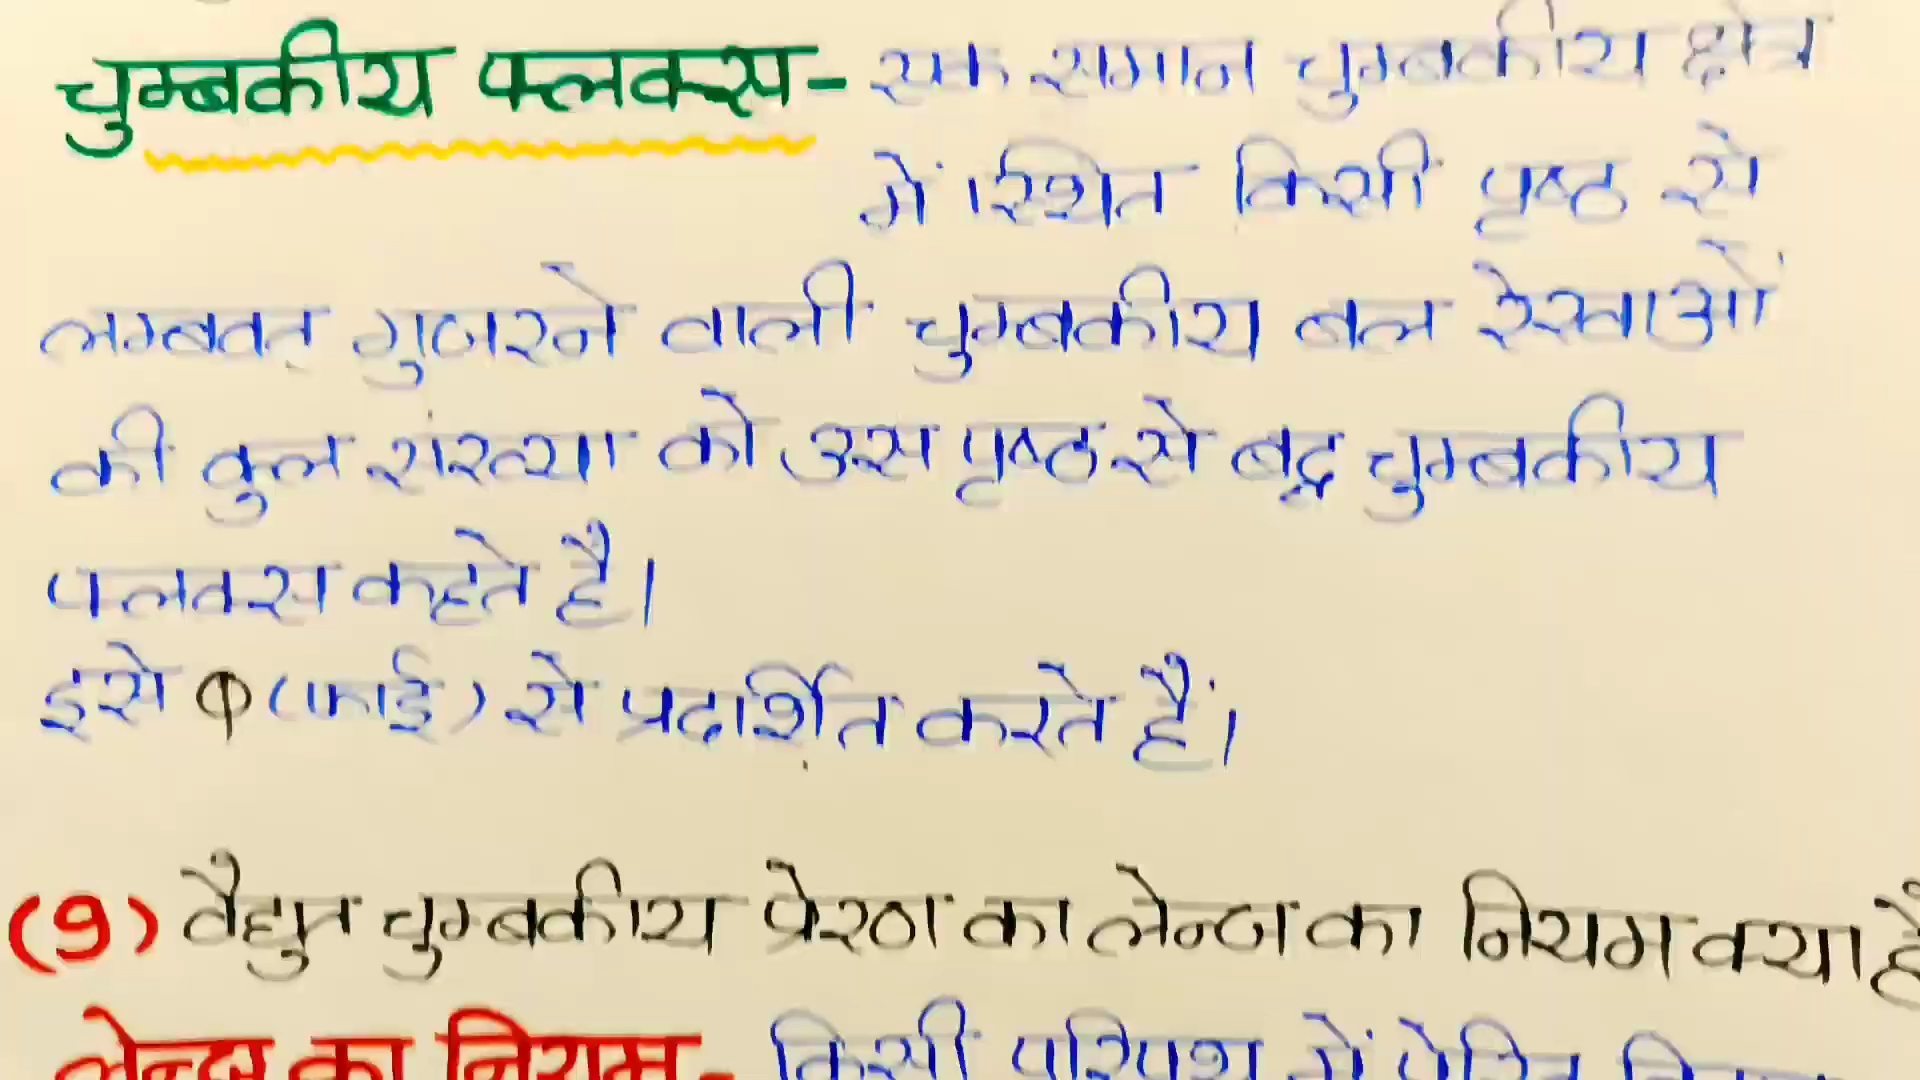 चुम्बकीय फ्लक्स- एक समान चुम्बकीय क्षेत्र
में स्थित किसी पृष्ठ से
लम्बवत् गुजरने वाली चुम्बकीय बल रेखाओं
की कुल संख्या को उस पृष्ठ से बद्ध चुम्बकीय
फ्लक्स कहते है।
इसे Φ (फाई) से प्रदर्शित करते हैं।
(9) वैद्युत चुम्बकीय प्रेरण का लेन्ज का नियम क्या है
लेन्ज का नियम- किसी परिपथ में प्रेरित